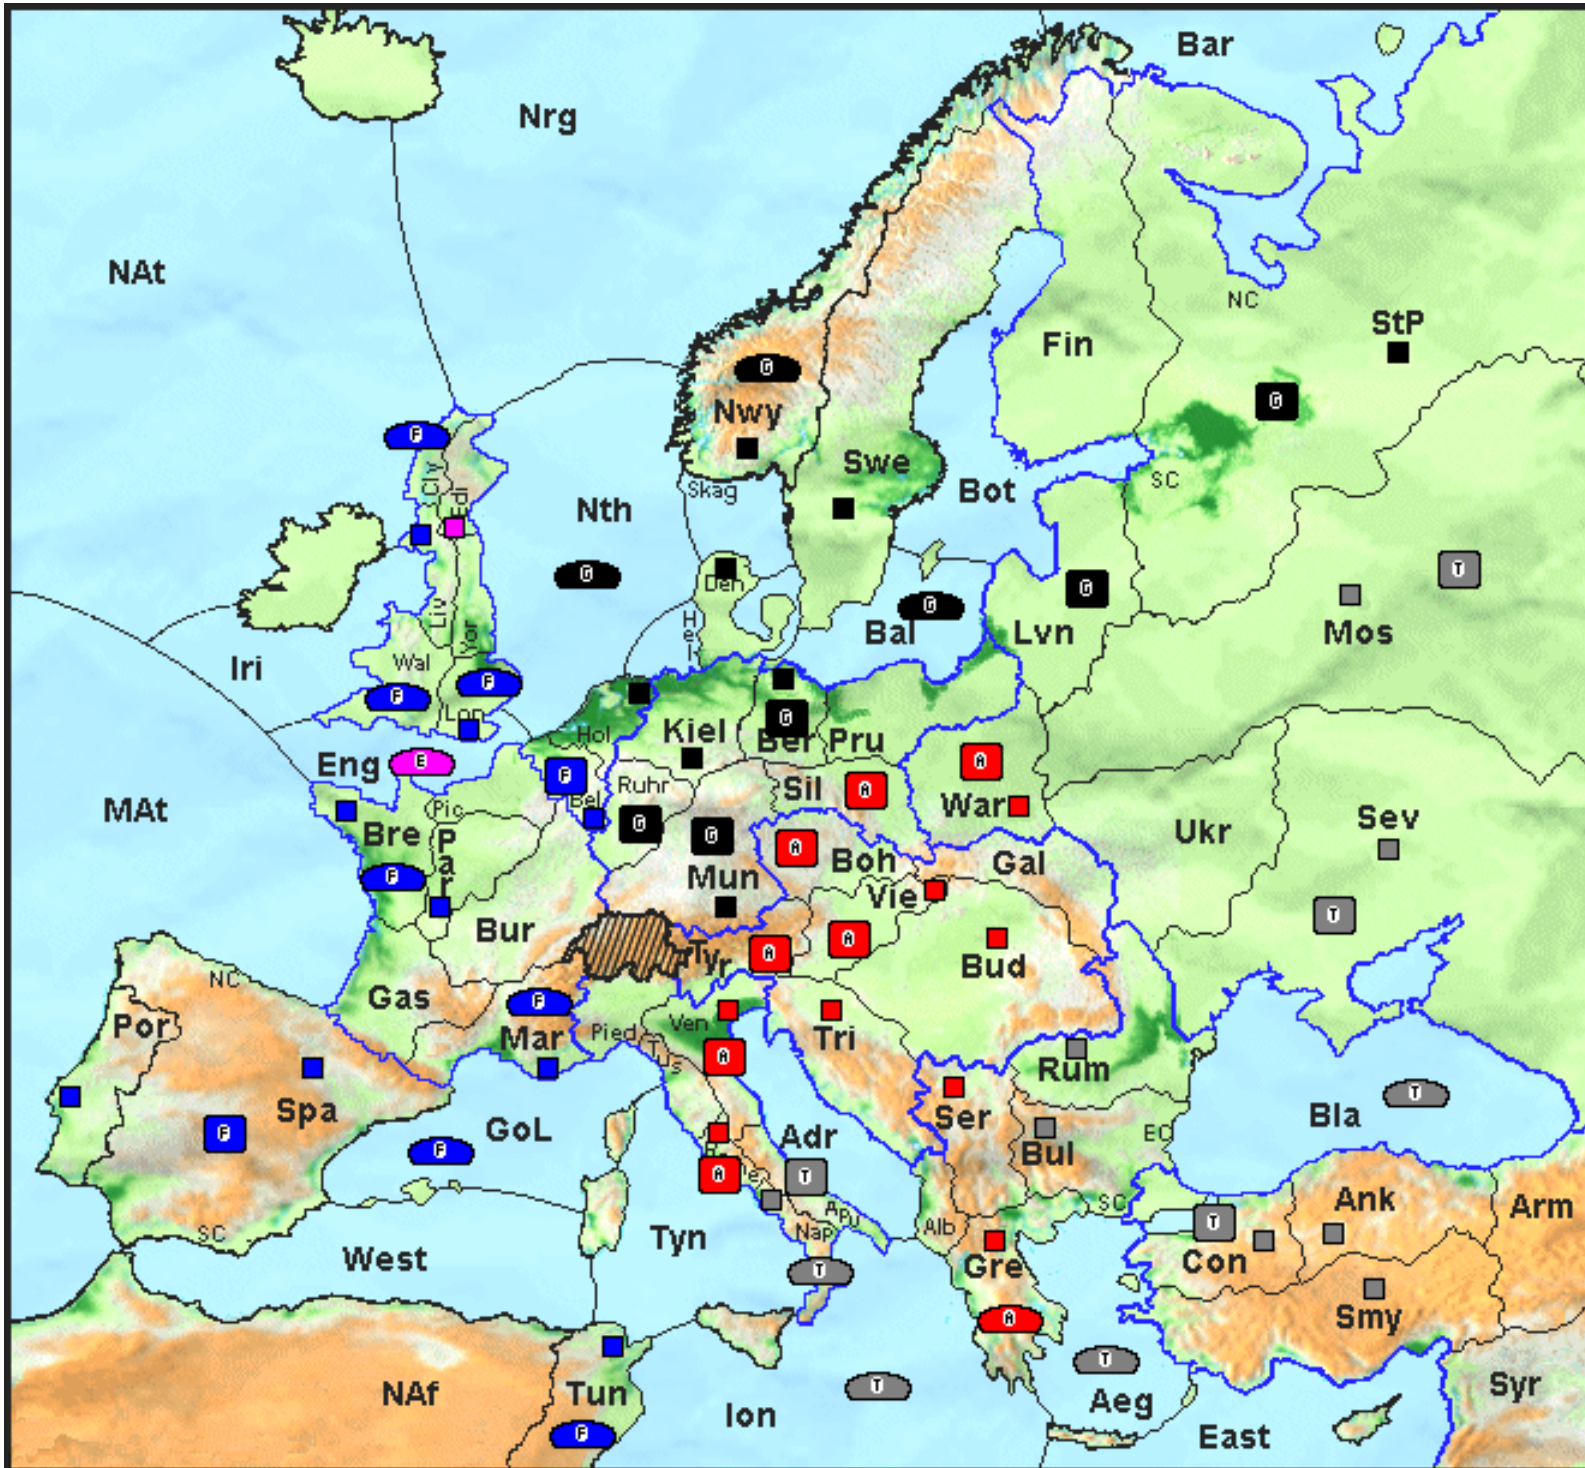 Bar
Nrg
NAt
NC
StP
Fin
G
Nwy
G
F
Swe
Cly
Edi
SC
Skag
Bot
Nth
T
G
Den
G
G
Mos
Liv
Yor
Hel
Bal
Lvn
Iri
Wal
F
F
Lon
Hol
Kiel
G
Ber
Pru
A
Eng
E
F
Ruhr
Sil
A
War
MAt
Pic
Bel
Bre
Par
G
G
A
Boh
Gal
Ukr
Sev
F
Mun
Vie
T
Bur
Tyr
A
A
Bud
NC
Gas
F
Por
Mar
Pied
Ven
Tri
Tus
A
Rum
Spa
Ser
T
F
GoL
Adr
Bul
EC
Bla
F
A
T
SC
Ank
Arm
SC
West
Tyn
Apu
Nap
Alb
T
Con
Gre
T
Smy
A
T
T
NAf
Tun
Ion
Aeg
Syr
F
East